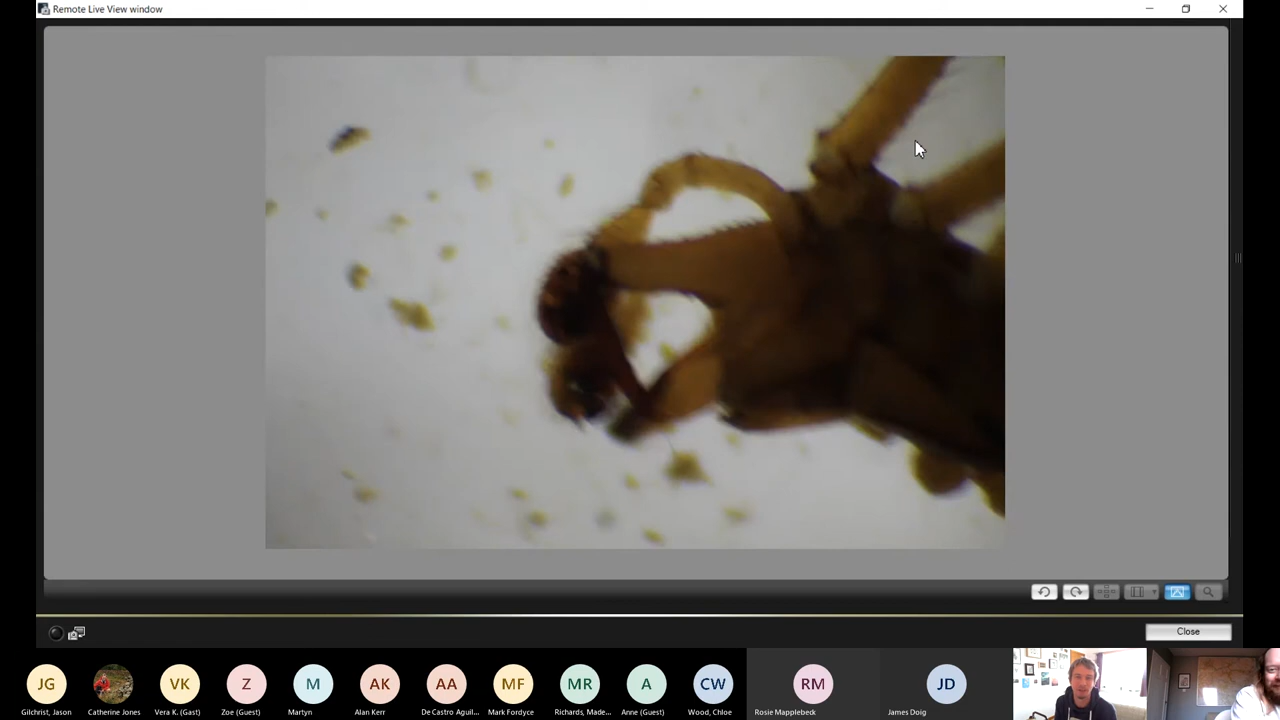 Remote Live View window
Close
JG
VK
Z
M
AK
AA
MF
MR
A
CW
RM
JD
Gilchrist, Jason
Catherine Jones
Vera K. (Gast)
Zoe (Guest)
Martyn
Alan Kerr
De Castro Aguil...
Mark Fordyce
Richards, Made...
Anne (Guest)
Wood, Chloe
Rosie Mapplebeck
James Doig